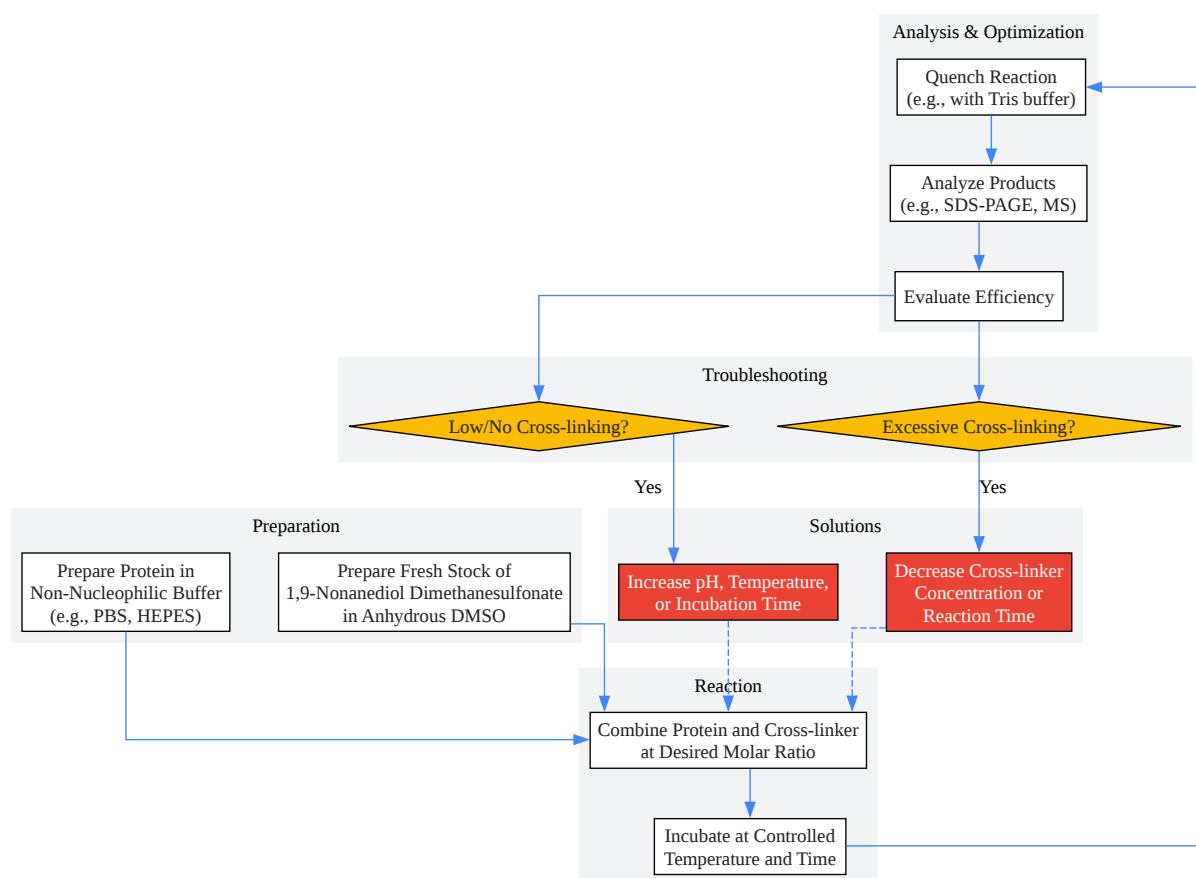 Analysis & Optimization
Quench Reaction
(e.g., with Tris buffer)
Analyze Products
(e.g., SDS-PAGE, MS)
Evaluate Efficiency
Troubleshooting
Low/No Cross-linking?
Excessive Cross-linking?
Yes
Yes
Preparation
Prepare Protein in
Non-Nucleophilic Buffer
(e.g., PBS, HEPES)
Prepare Fresh Stock of
1,9-Nonanediol Dimethanesulfonate
in Anhydrous DMSO
Solutions
Increase pH, Temperature,
or Incubation Time
Decrease Cross-linker
Concentration or
Reaction Time
Reaction
Combine Protein and Cross-linker
at Desired Molar Ratio
Incubate at Controlled
Temperature and Time